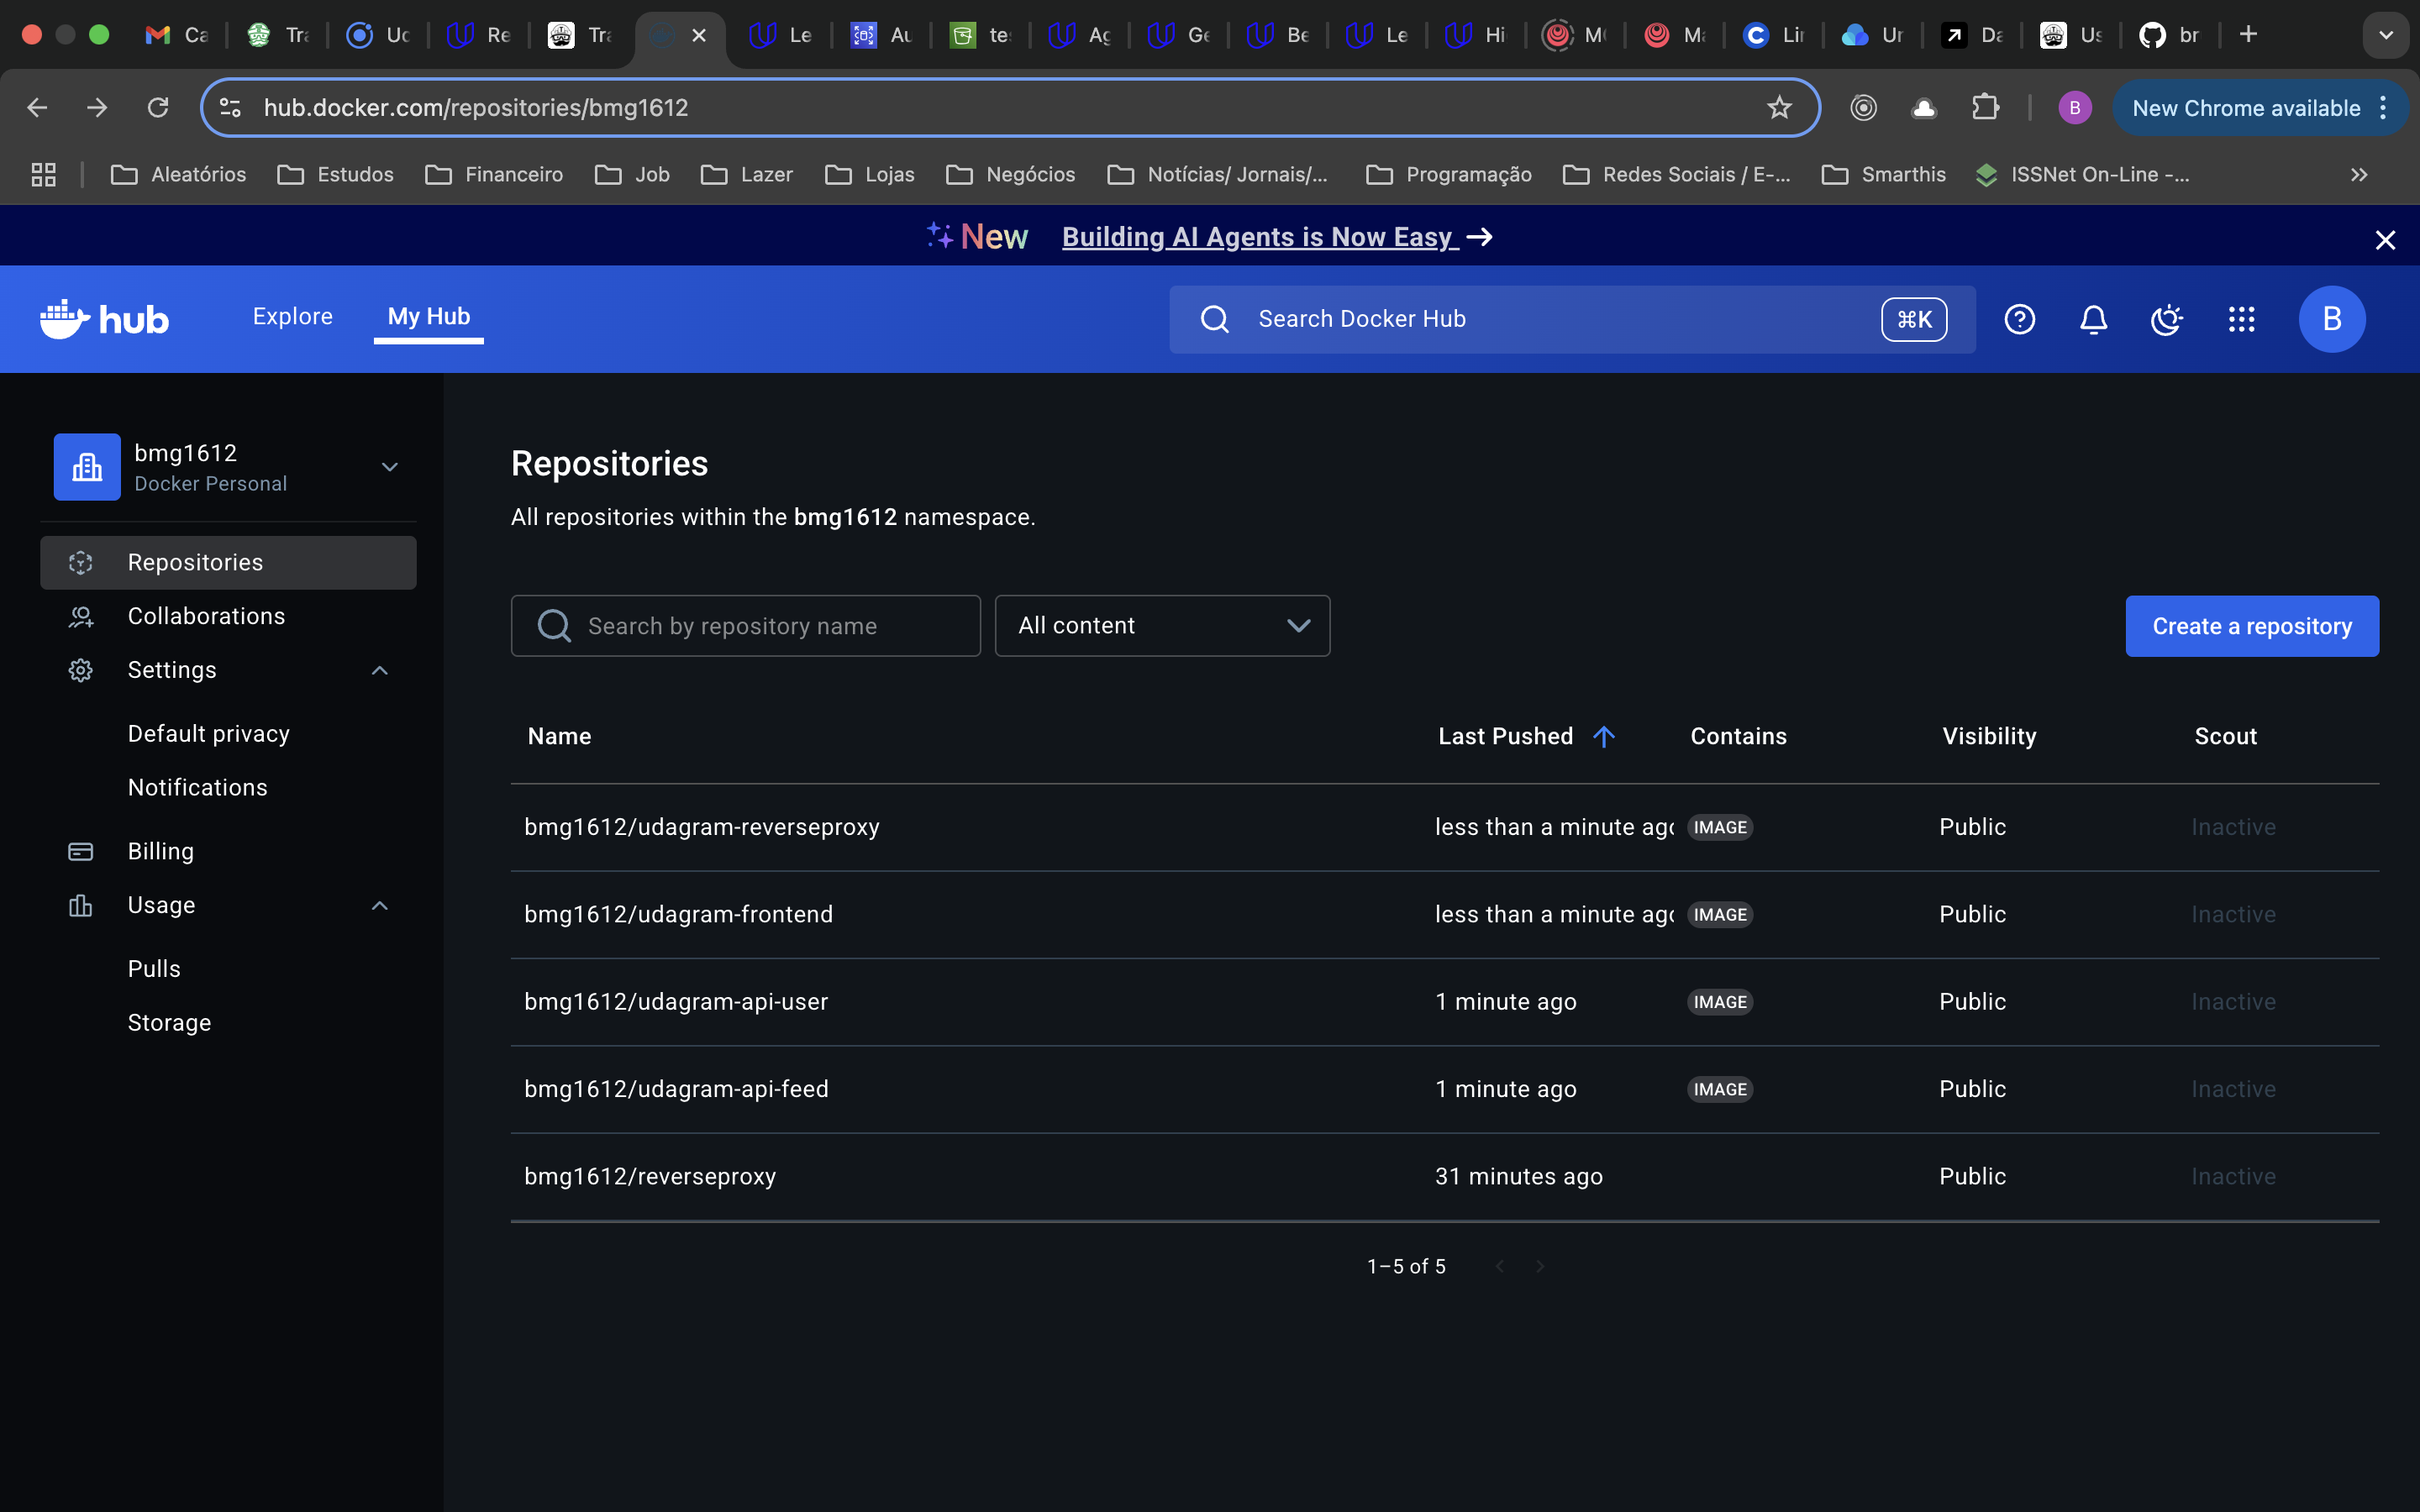 Ca Tra Uc Re Tra Le Au te Ag Ge Be Le Hi M Ma C Lir Ur Da Us br
hub.docker.com/repositories/bmg1612
B New Chrome available
Aleatórios Estudos Financeiro Job Lazer Lojas Negócios Notícias/ Jornais/... Programação Redes Sociais / E-... Smarthis ISSNet On-Line -...
New Building AI Agents is Now Easy
hub Explore My Hub Search Docker Hub ⌘K B
bmg1612
Docker Personal
Repositories
Collaborations
Settings
Default privacy
Notifications
Billing
Usage
Pulls
Storage
Repositories
All repositories within the bmg1612 namespace.
Search by repository name All content Create a repository
Name Last Pushed Contains Visibility Scout
bmg1612/udagram-reverseproxy less than a minute ago IMAGE Public Inactive
bmg1612/udagram-frontend less than a minute ago IMAGE Public Inactive
bmg1612/udagram-api-user 1 minute ago IMAGE Public Inactive
bmg1612/udagram-api-feed 1 minute ago IMAGE Public Inactive
bmg1612/reverseproxy 31 minutes ago Public Inactive
1–5 of 5